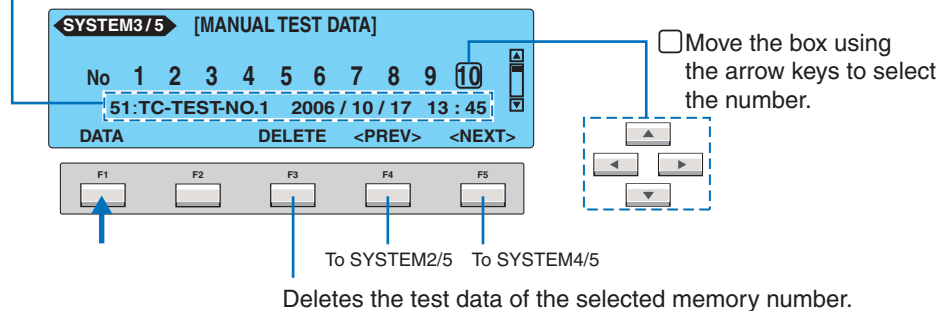 SYSTEM3/5 [MANUAL TEST DATA]
No 1 2 3 4 5 6 7 8 9 10
51:TC-TEST-NO.1 2006 / 10 / 17 13 : 45
DATA DELETE <PREV> <NEXT>
Move the box using
the arrow keys to select
the number.
F1 F2 F3 F4 F5
To SYSTEM2/5 To SYSTEM4/5
Deletes the test data of the selected memory number.